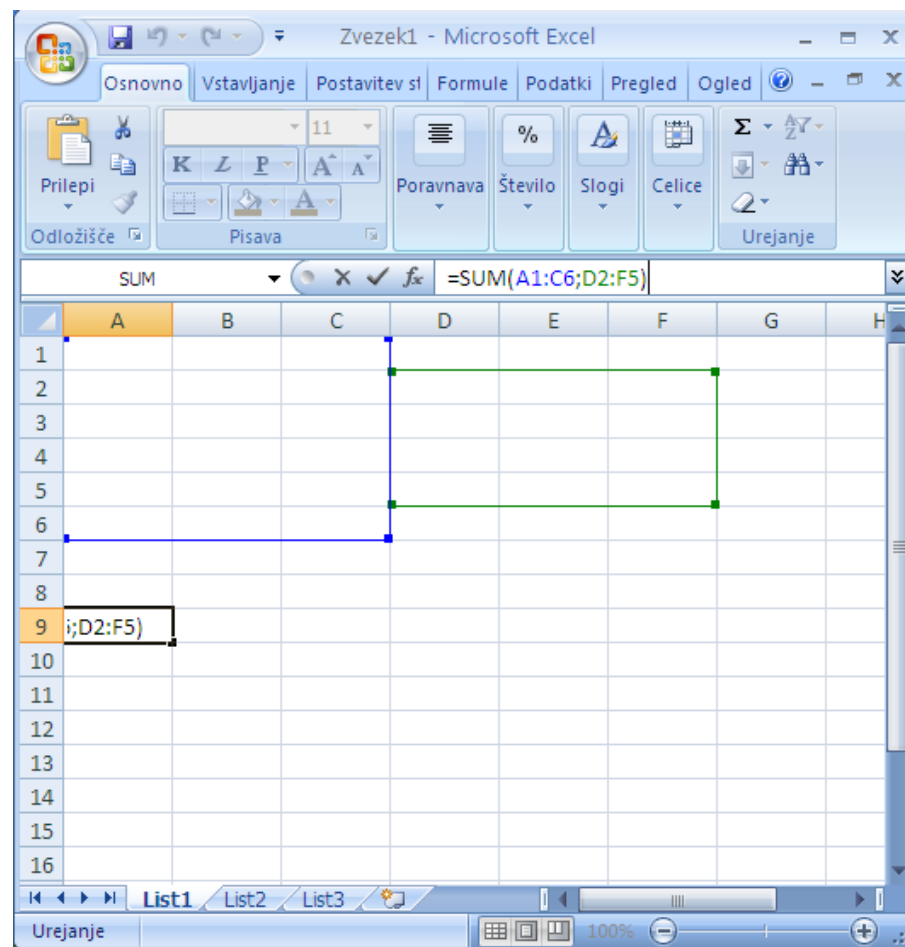 Zvezek1 - Microsoft Excel
Osnovno Vstavljanje Postavitev st Formule Podatki Pregled Ogled
Prilepi
K L P 11 A A
A
Poravnava
%
Število
A
Slogi
Celice
Σ A Z
Odložišče Pisava Urejanje
SUM fx =SUM(A1:C6;D2:F5)
A B C D E F G H
1
2
3
4
5
6
7
8
9 ;D2:F5)
10
11
12
13
14
15
16
List1 List2 List3
Urejanje 100%